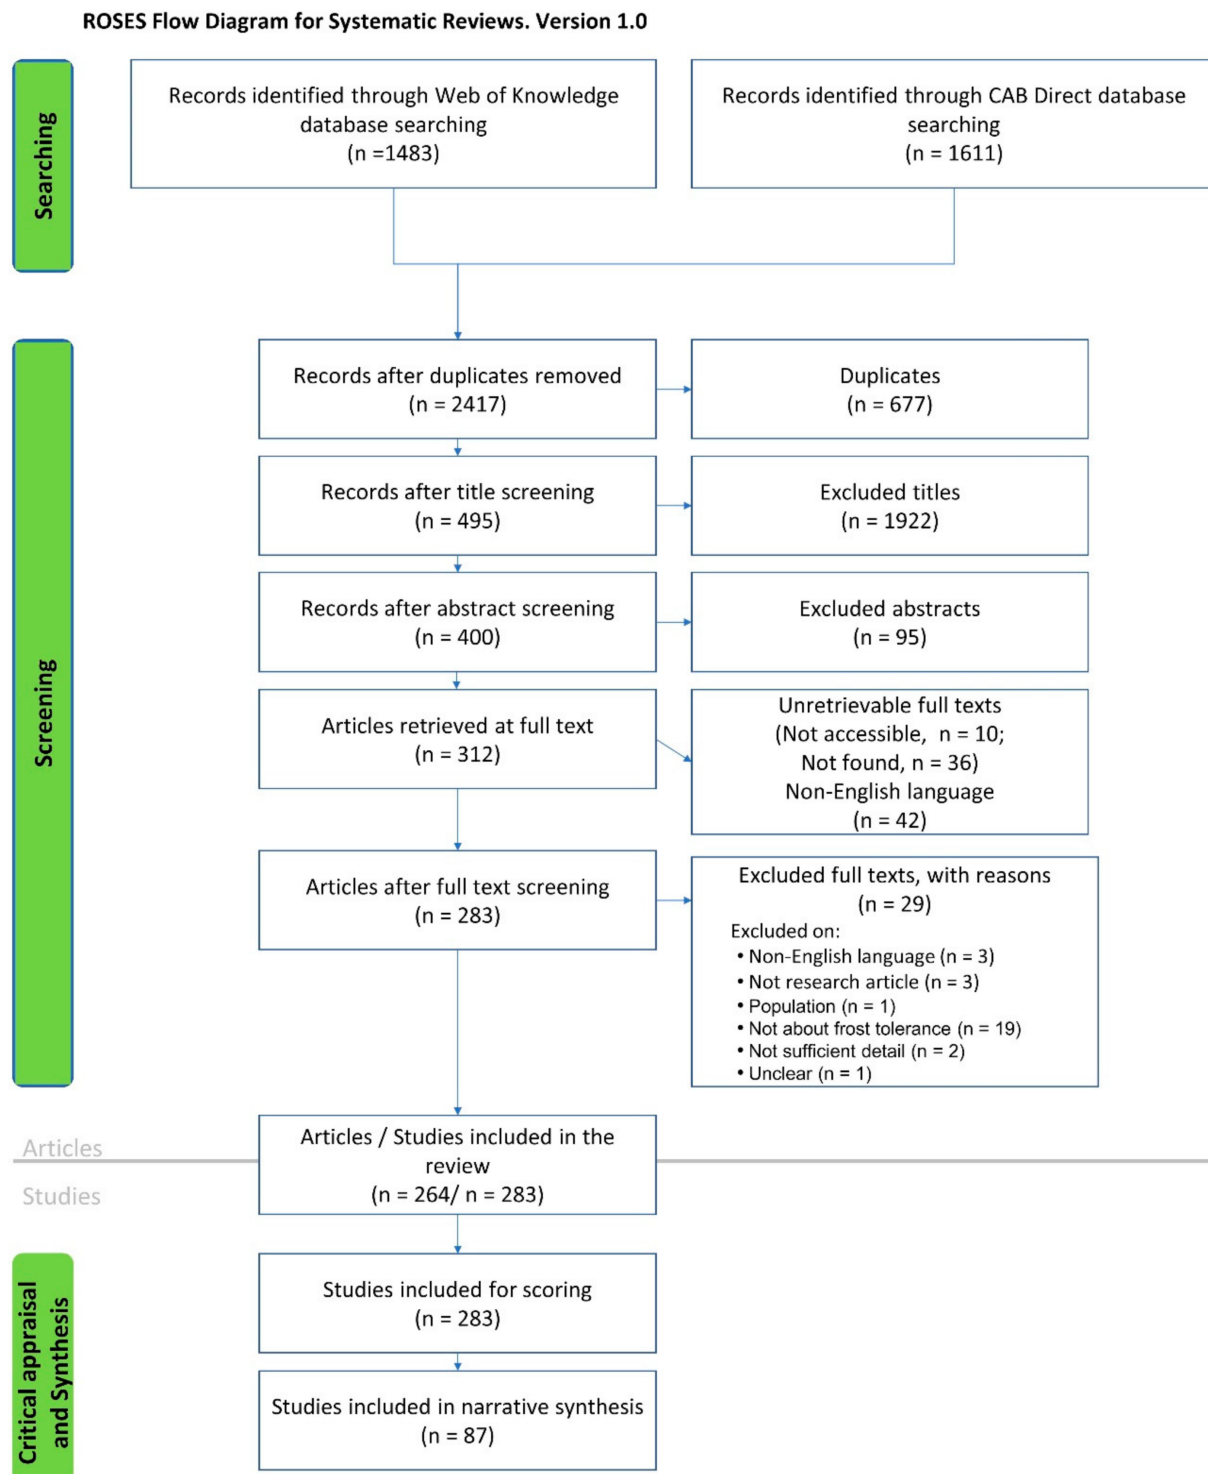 ROSES Flow Diagram for Systematic Reviews. Version 1.0
Searching
Records identified through Web of Knowledge
database searching
(n =1483)
Records identified through CAB Direct database
searching
(n = 1611)
Screening
Records after duplicates removed
(n = 2417)
Duplicates
(n = 677)
Records after title screening
(n = 495)
Excluded titles
(n = 1922)
Records after abstract screening
(n = 400)
Excluded abstracts
(n = 95)
Articles retrieved at full text
(n = 312)
Unretrievable full texts
(Not accessible,  n = 10;
Not found, n = 36)
Non-English language
(n = 42)
Articles after full text screening
(n = 283)
Excluded full texts, with reasons
(n = 29)
Excluded on:
• Non-English language (n = 3)
• Not research article (n = 3)
• Population (n = 1)
• Not about frost tolerance (n = 19)
• Not sufficient detail (n = 2)
• Unclear (n = 1)
Articles
Studies
Articles / Studies included in the
review
(n = 264/ n = 283)
Critical appraisal
and Synthesis
Studies included for scoring
(n = 283)
Studies included in narrative synthesis
(n = 87)